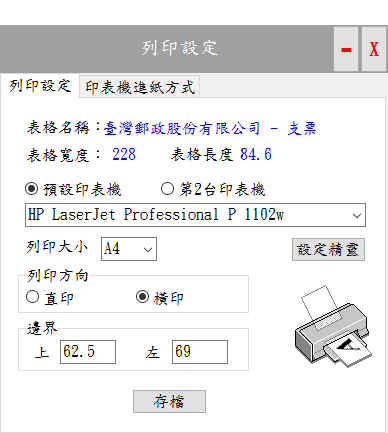 列印設定
- X
列印設定 印表機進紙方式
表格名稱：臺灣郵政股份有限公司 - 支票
表格寬度： 228 表格長度 84.6
預設印表機 第2台印表機
HP LaserJet Professional P 1102w
列印大小 A4 設定精靈
列印方向
直印 橫印
邊界
上 62.5 左 69
存檔